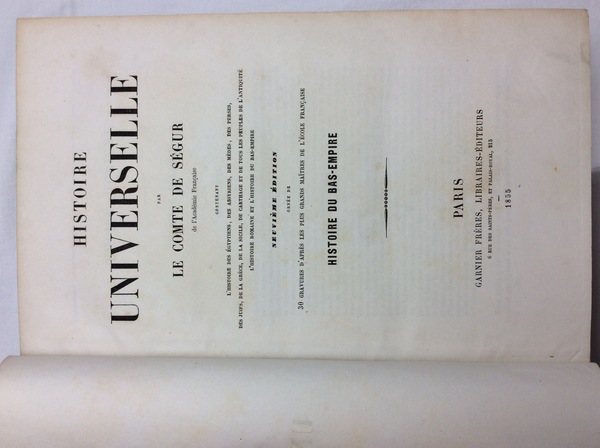 HISTOIRE
UNIVERSELLE
PAR
LE COMTE DE SÉGUR
de l'Académie Française
CONTENANT
L'HISTOIRE DES ÉGYPTIENS, DES ASSYRIENS, DES MÈDES, DES PERSES,
DES JUIFS, DE LA GRÈCE, DE LA SICILE, DE CARTHAGE ET DE TOUS LES PEUPLES DE L'ANTIQUITÉ
L'HISTOIRE ROMAINE ET L'HISTOIRE DU BAS-EMPIRE
NEUVIÈME ÉDITION
ORNÉE DE
30 GRAVURES D'APRÈS LES PLUS GRANDS MAÎTRES DE L'ÉCOLE FRANÇAISE
HISTOIRE DU BAS-EMPIRE
PARIS
GARNIER FRÈRES, LIBRAIRES-ÉDITEURS
6 RUE DES SAINTS-PÈRES, ET PALAIS-ROYAL, 215
1855